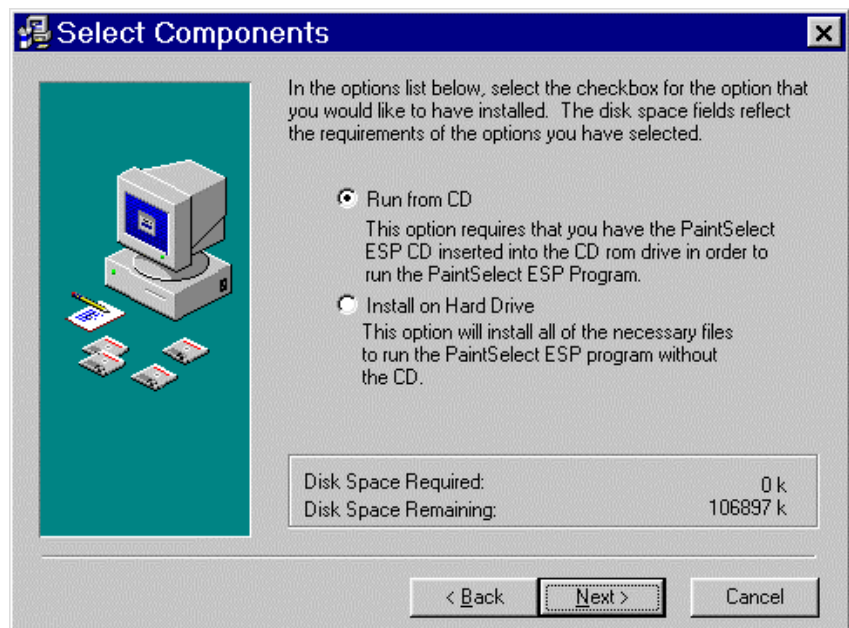 Select Components
In the options list below, select the checkbox for the option that
you would like to have installed.  The disk space fields reflect
the requirements of the options you have selected.
Run from CD
This option requires that you have the PaintSelect
ESP CD inserted into the CD rom drive in order to
run the PaintSelect ESP Program.
Install on Hard Drive
This option will install all of the necessary files
to run the PaintSelect ESP program without
the CD.
Disk Space Required: 0 k
Disk Space Remaining: 106897 k
< Back Next > Cancel